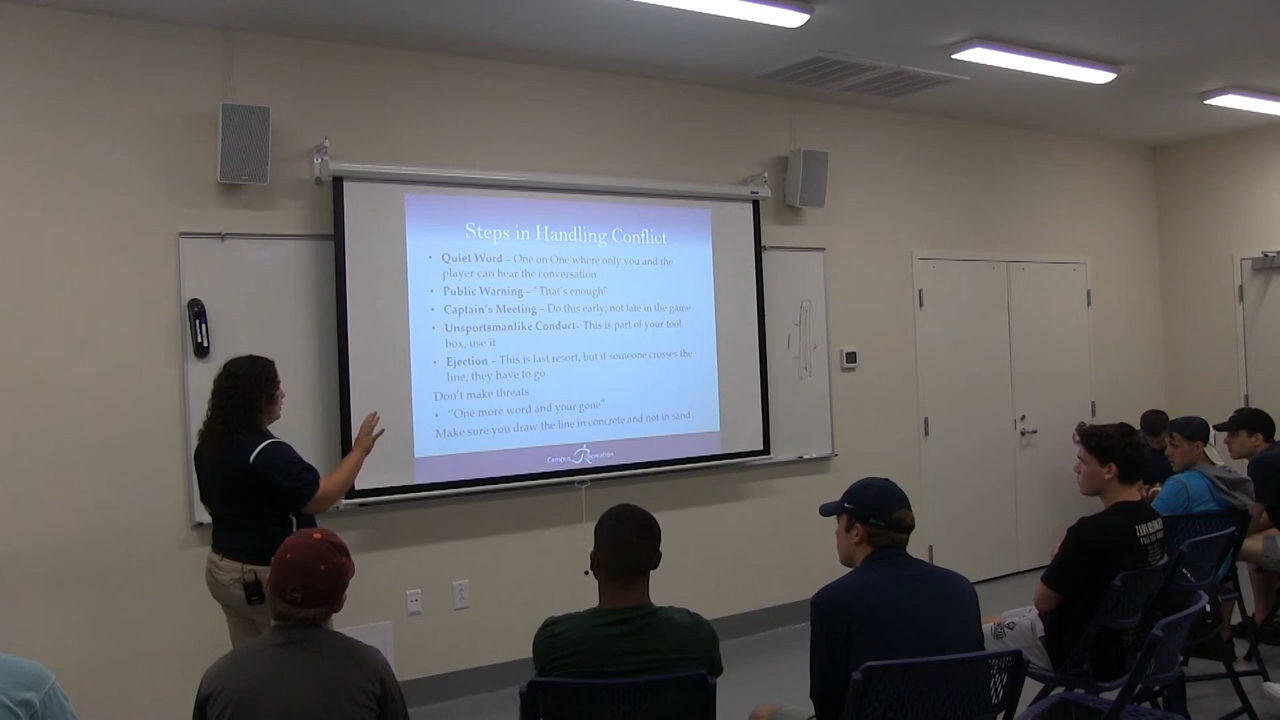 Steps in Handling Conflict
• Quiet Word – One on One where only you and the
player can hear the conversation
• Public Warning – "That's enough"
• Captain's Meeting – Do this early, not late in the game
• Unsportsmanlike Conduct– This is part of your tool
box, use it
• Ejection – This is last resort, but if someone crosses the
line, they have to go
Don't make threats
• "One more word and your gone"
Make sure you draw the line in concrete and not in sand
Campus Recreation